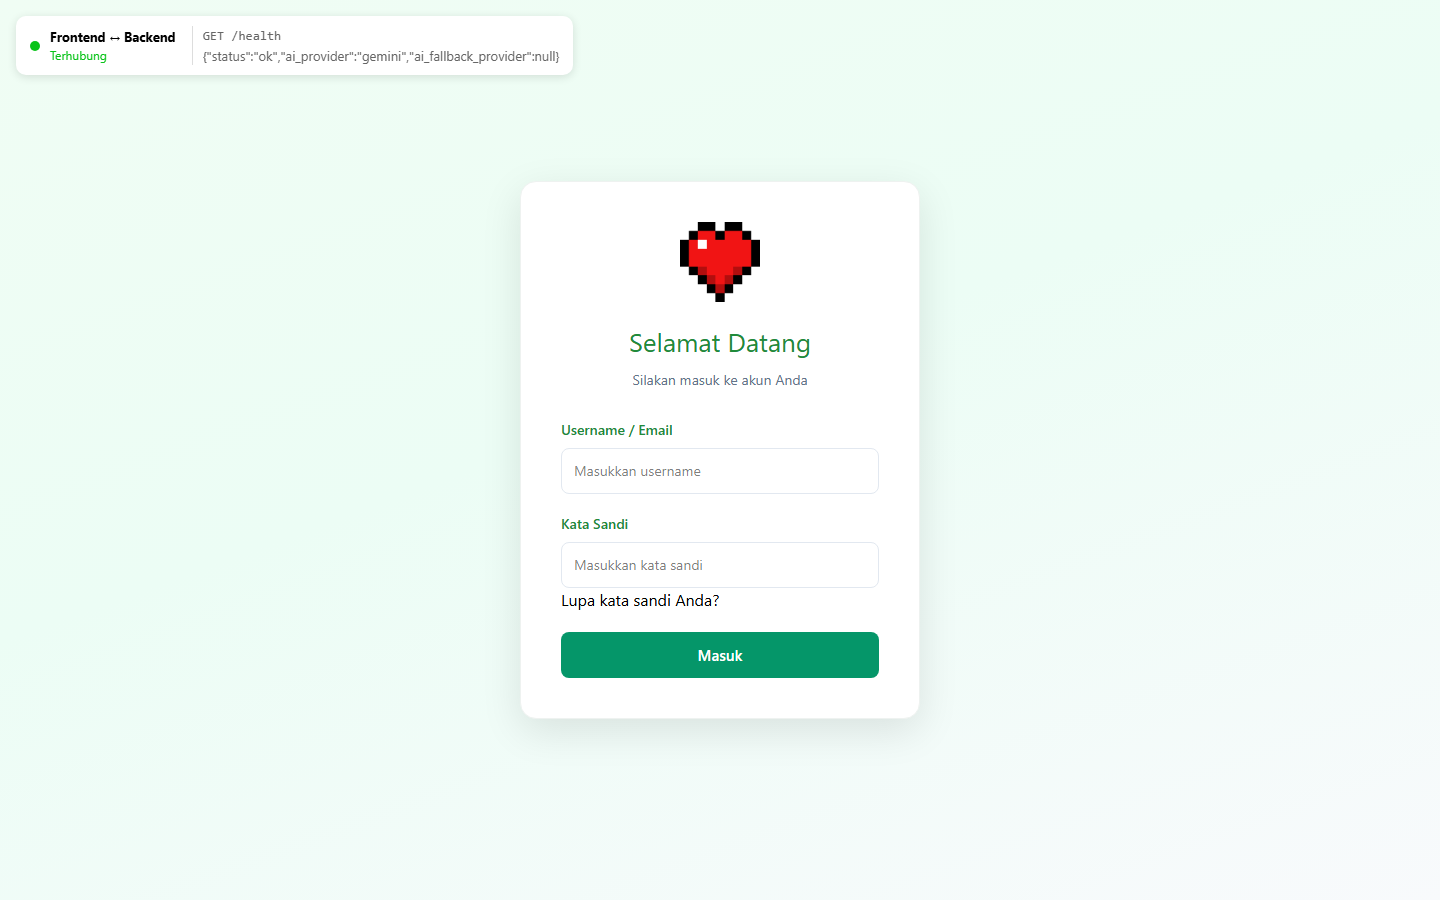 Frontend ↔ Backend
Terhubung
GET /health
{"status":"ok","ai_provider":"gemini","ai_fallback_provider":null}
Selamat Datang
Silakan masuk ke akun Anda
Username / Email
Masukkan username
Kata Sandi
Masukkan kata sandi
Lupa kata sandi Anda?
Masuk